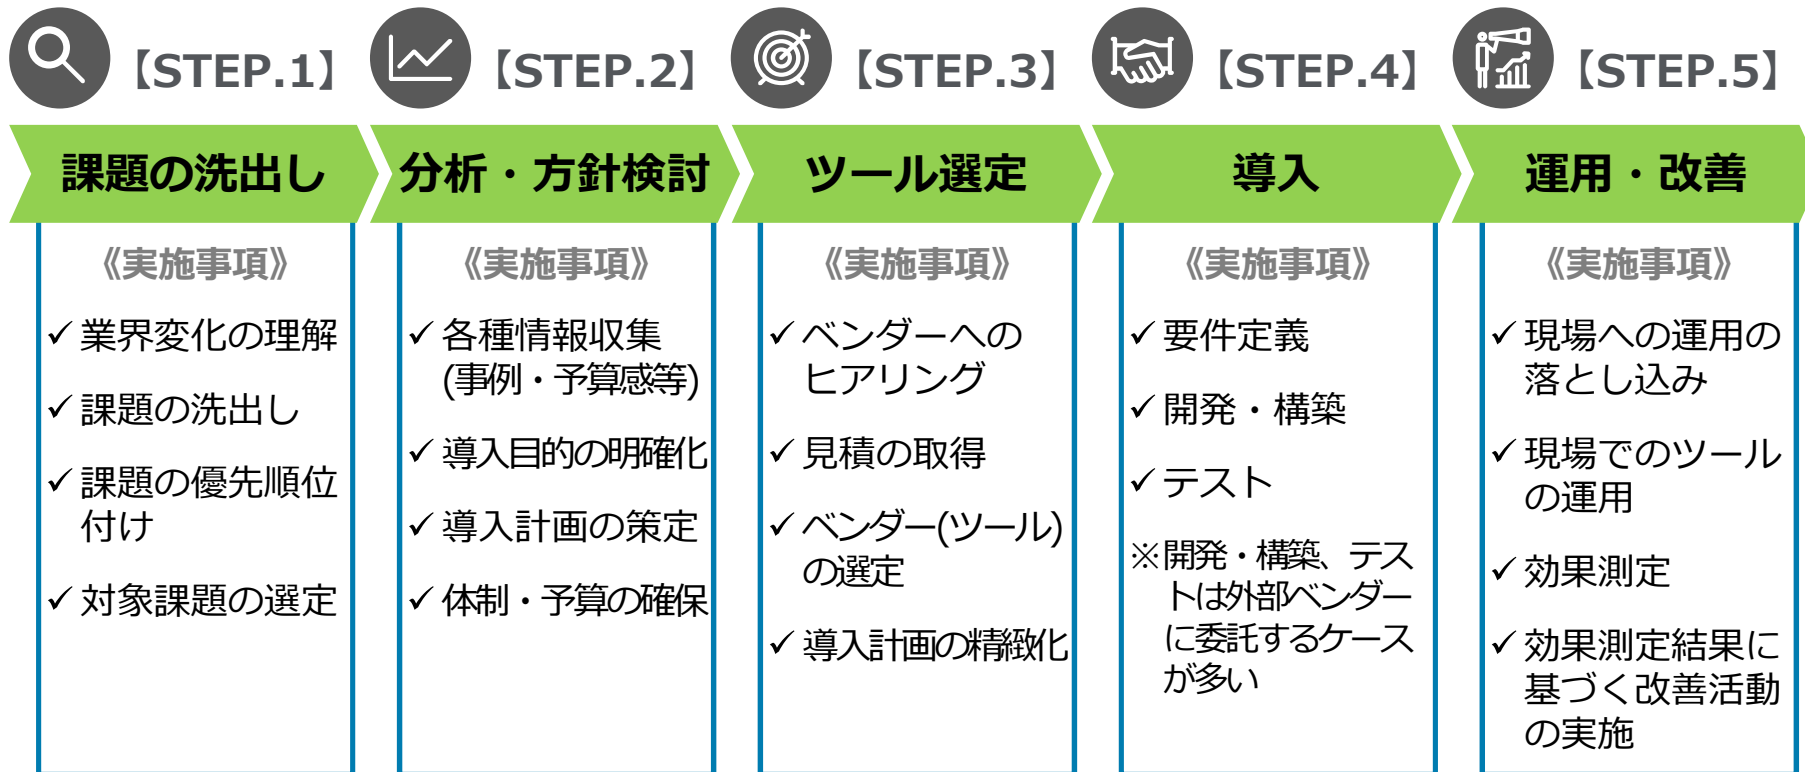 【STEP.1】
課題の洗出し
《実施事項》
✓業界変化の理解
✓課題の洗出し
✓課題の優先順位
付け
✓対象課題の選定
【STEP.2】
分析・方針検討
《実施事項》
✓各種情報収集
(事例・予算感等)
✓導入目的の明確化
✓導入計画の策定
✓体制・予算の確保
【STEP.3】
ツール選定
《実施事項》
✓ベンダーへの
ヒアリング
✓見積の取得
✓ベンダー(ツール)
の選定
✓導入計画の精緻化
【STEP.4】
導入
《実施事項》
✓要件定義
✓開発・構築
✓テスト
※開発・構築、テス
トは外部ベンダー
に委託するケース
が多い
【STEP.5】
運用・改善
《実施事項》
✓現場への運用の
落とし込み
✓現場でのツール
の運用
✓効果測定
✓効果測定結果に
基づく改善活動
の実施